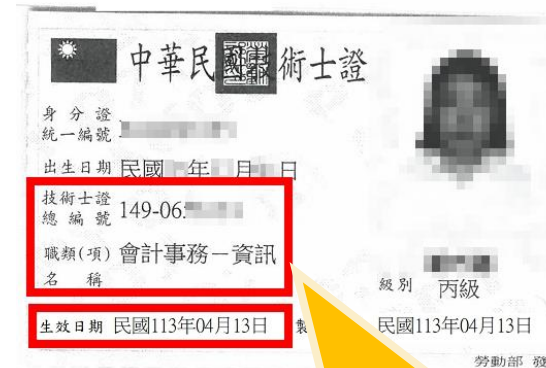 中華民國技術士證
身分證
統一編號
出生日期 民國 年 月 日
技術士證
總編號 149-06
職類(項) 會計事務－資訊
名稱
級別 丙級
生效日期 民國113年04月13日 製 民國113年04月13日
勞動部 發